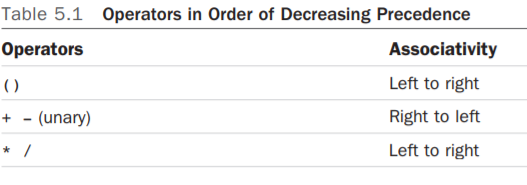 Table 5.1 Operators in Order of Decreasing Precedence
Operators Associativity
() Left to right
+ – (unary) Right to left
* / Left to right